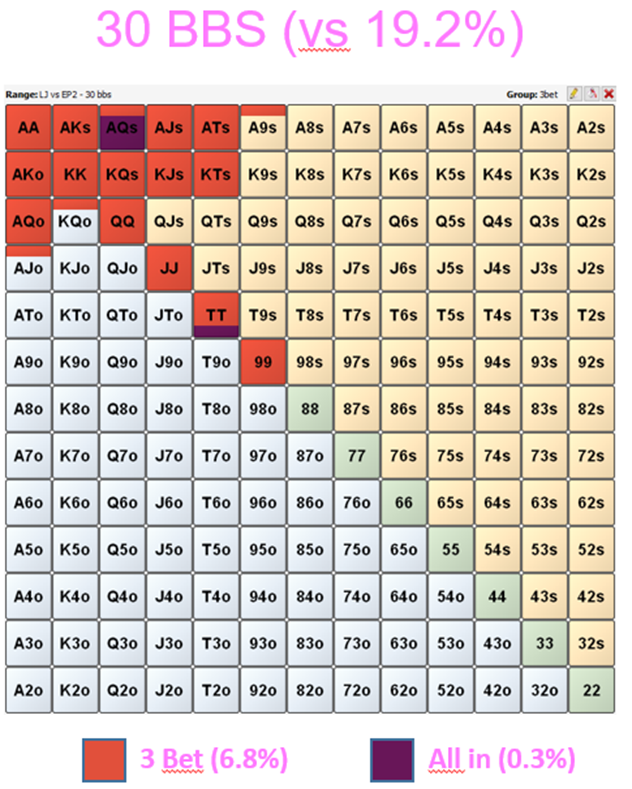 30 BBS (vs 19.2%)
Range: LJ vs EP2 - 30 bbs Group: 3bet
AA AKs AQs AJs ATs A9s A8s A7s A6s A5s A4s A3s A2s
AKo KK KQs KJs KTs K9s K8s K7s K6s K5s K4s K3s K2s
AQo KQo QQ QJs QTs Q9s Q8s Q7s Q6s Q5s Q4s Q3s Q2s
AJo KJo QJo JJ JTs J9s J8s J7s J6s J5s J4s J3s J2s
ATo KTo QTo JTo TT T9s T8s T7s T6s T5s T4s T3s T2s
A9o K9o Q9o J9o T9o 99 98s 97s 96s 95s 94s 93s 92s
A8o K8o Q8o J8o T8o 98o 88 87s 86s 85s 84s 83s 82s
A7o K7o Q7o J7o T7o 97o 87o 77 76s 75s 74s 73s 72s
A6o K6o Q6o J6o T6o 96o 86o 76o 66 65s 64s 63s 62s
A5o K5o Q5o J5o T5o 95o 85o 75o 65o 55 54s 53s 52s
A4o K4o Q4o J4o T4o 94o 84o 74o 64o 54o 44 43s 42s
A3o K3o Q3o J3o T3o 93o 83o 73o 63o 53o 43o 33 32s
A2o K2o Q2o J2o T2o 92o 82o 72o 62o 52o 42o 32o 22
3 Bet (6.8%) All in (0.3%)